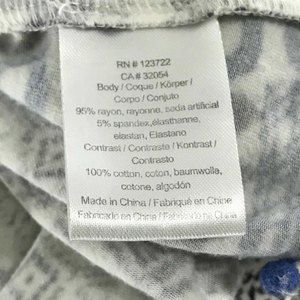 RN# 123722
CA# 32054
Body / Coque / Körper /
Corpo / Conjuto
95% rayon, rayonne, soda artificial
5% spandex, élasthanne,
elastan, Elastano
Contrast / Contraste / Kontrast /
Contrasto
100% cotton, coton, baumwolle,
cotone, algodón
Made in China / Fabriqué en Chine
Fabricado en China / Fabricado na China